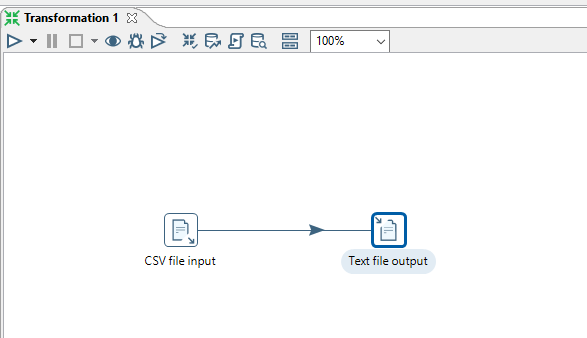 Transformation 1
100%
CSV file input
Text file output